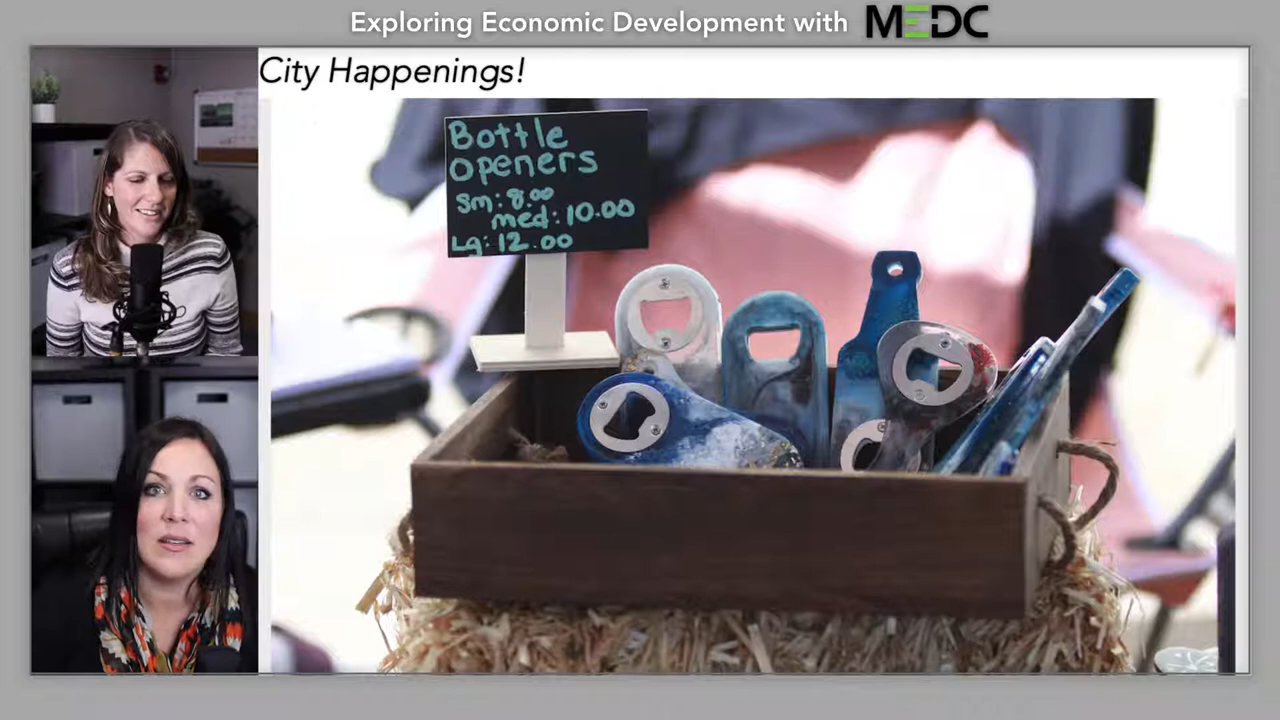 Exploring Economic Development with MEDC
City Happenings!
Bottle
openers
sm: 8.00
med: 10.00
Lg: 12.00